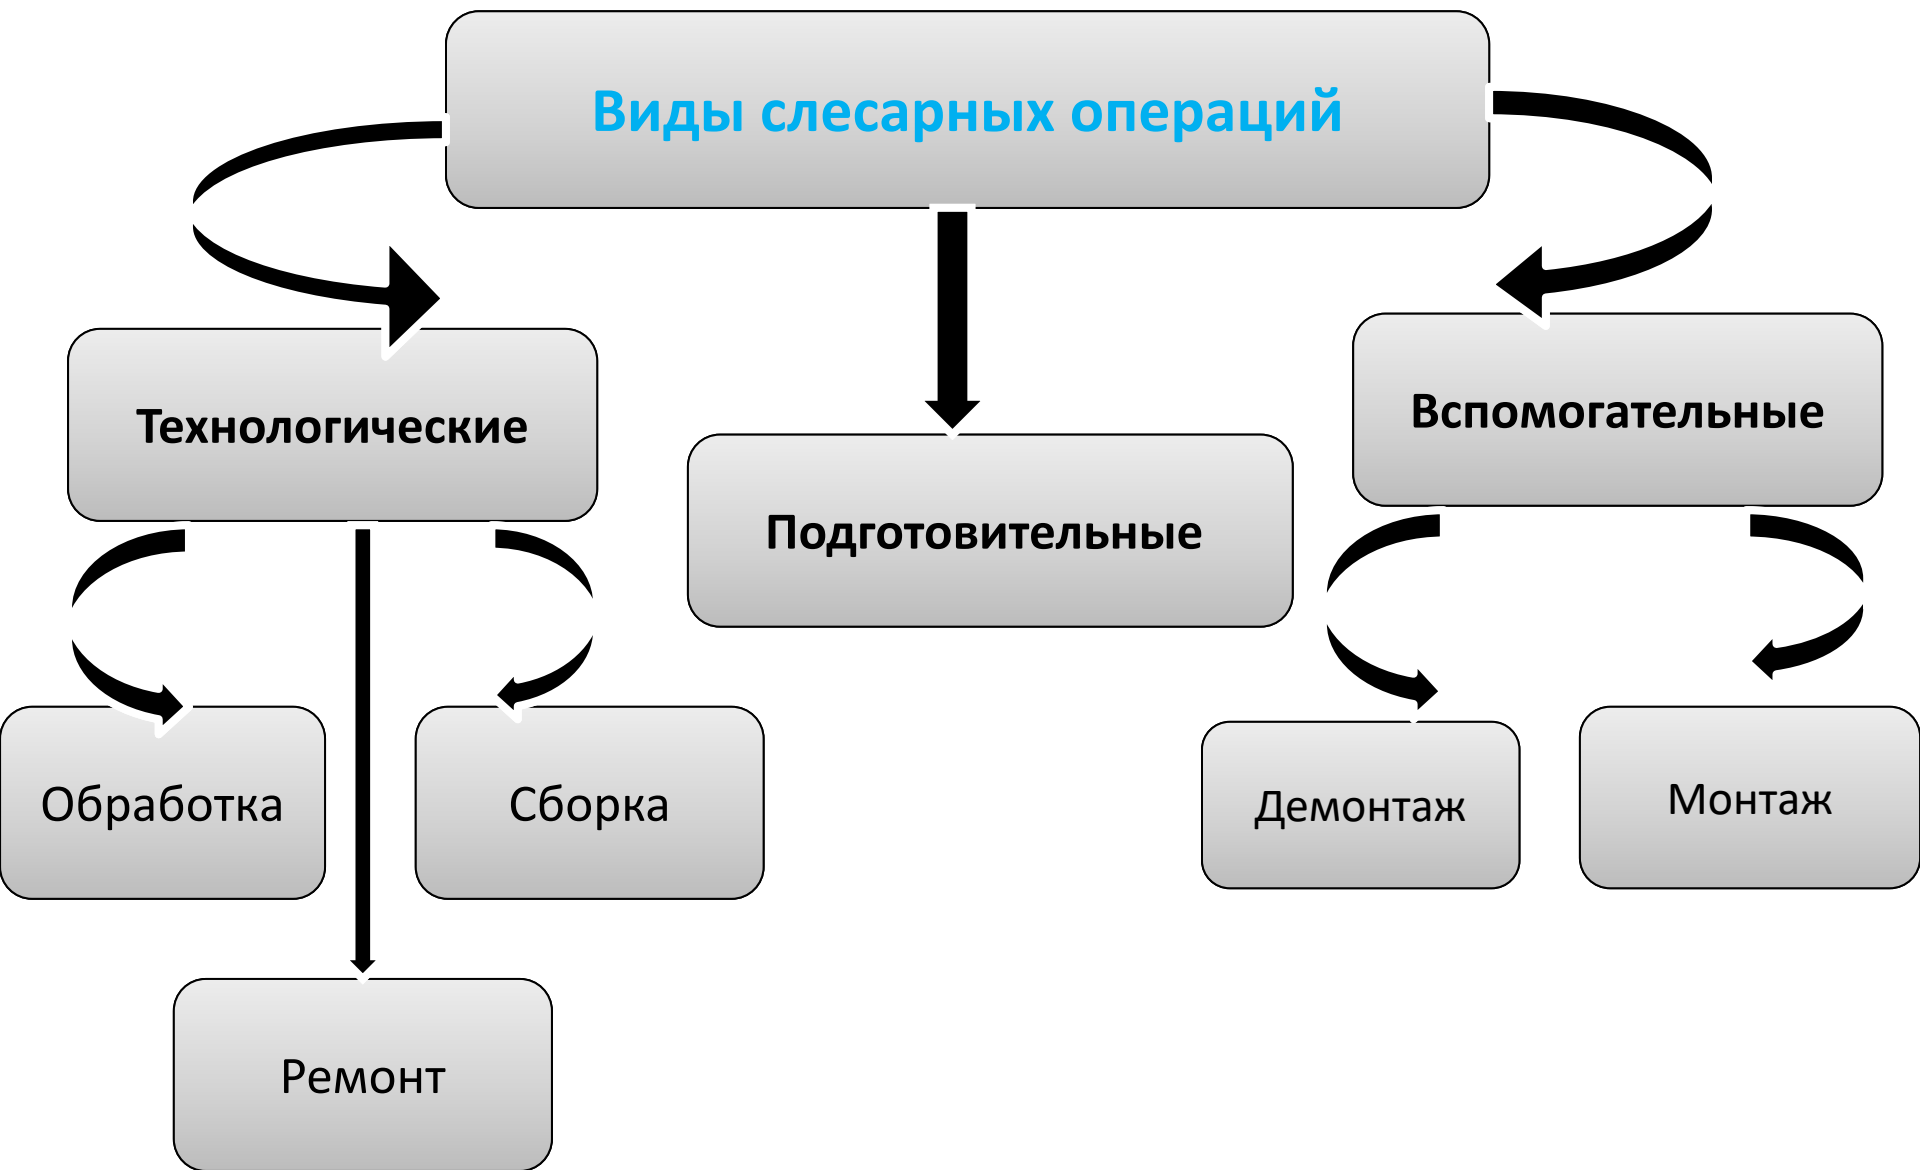 Виды слесарных операций
Технологические
Подготовительные
Вспомогательные
Обработка
Сборка
Демонтаж
Монтаж
Ремонт